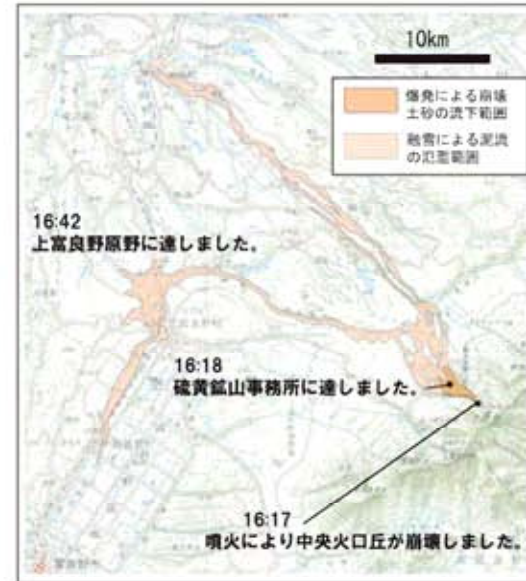 10km
爆発による崩壊
土砂の流下範囲
融雪による泥流
の氾濫範囲
16:42
上富良野原野に達しました。
16:18
硫黄鉱山事務所に達しました。
16:17
噴火により中央火口丘が崩壊しました。